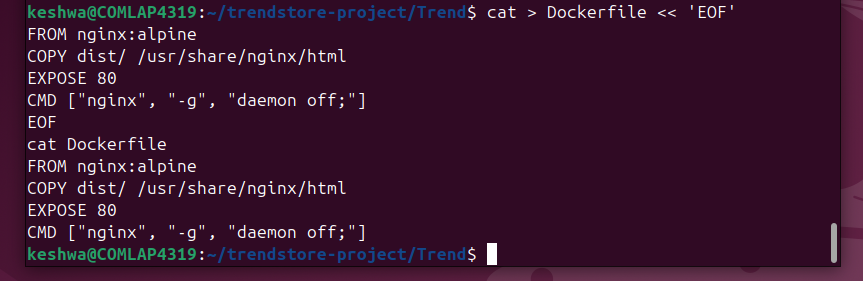 keshwa@COMLAP4319:~/trendstore-project/Trend$ cat > Dockerfile << 'EOF'
FROM nginx:alpine
COPY dist/ /usr/share/nginx/html
EXPOSE 80
CMD ["nginx", "-g", "daemon off;"]
EOF
cat Dockerfile
FROM nginx:alpine
COPY dist/ /usr/share/nginx/html
EXPOSE 80
CMD ["nginx", "-g", "daemon off;"]
keshwa@COMLAP4319:~/trendstore-project/Trend$